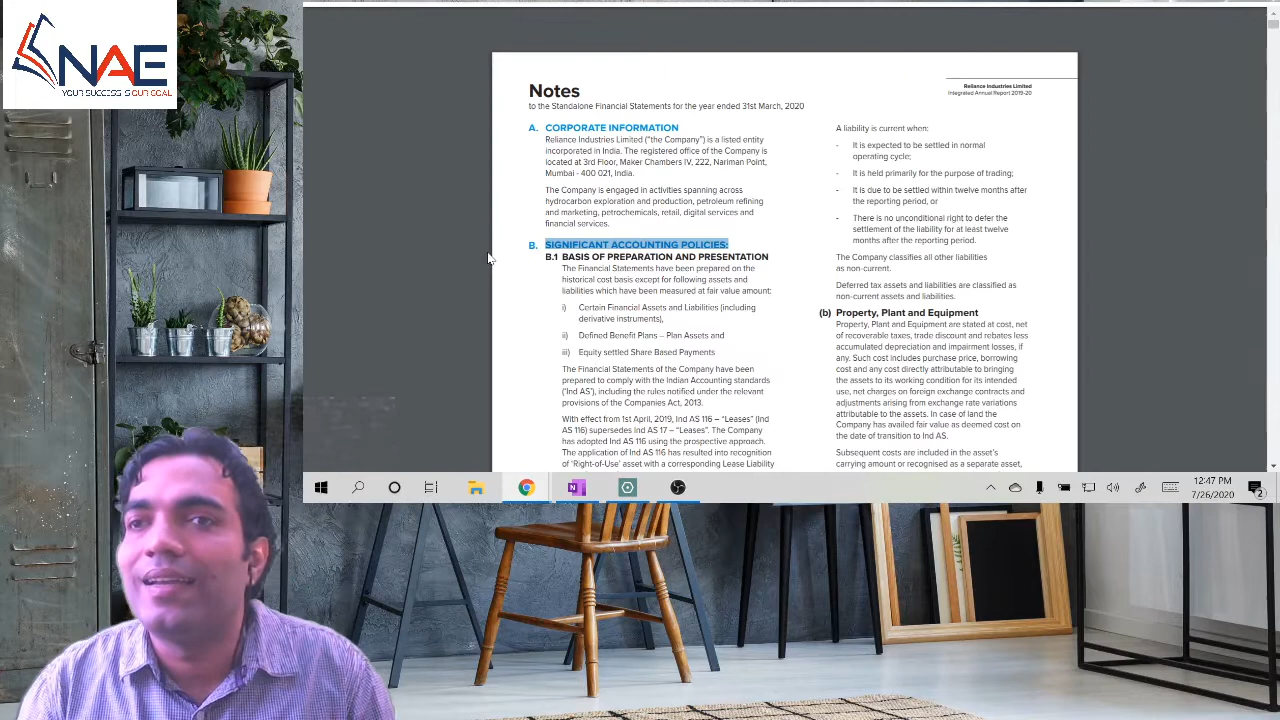 NAE
YOUR SUCCESS IS OUR GOAL
Notes
to the Standalone Financial Statements for the year ended 31st March, 2020
Reliance Industries Limited
Integrated Annual Report 2019-20
A. CORPORATE INFORMATION
Reliance Industries Limited (“the Company”) is a listed entity
incorporated in India. The registered office of the Company is
located at 3rd Floor, Maker Chambers IV, 222, Nariman Point,
Mumbai - 400 021, India.
The Company is engaged in activities spanning across
hydrocarbon exploration and production, petroleum refining
and marketing, petrochemicals, retail, digital services and
financial services.
B. SIGNIFICANT ACCOUNTING POLICIES:
B.1 BASIS OF PREPARATION AND PRESENTATION
The Financial Statements have been prepared on the
historical cost basis except for following assets and
liabilities which have been measured at fair value amount:
i) Certain Financial Assets and Liabilities (including
derivative instruments),
ii) Defined Benefit Plans – Plan Assets and
iii) Equity settled Share Based Payments
The Financial Statements of the Company have been
prepared to comply with the Indian Accounting standards
(‘Ind AS’), including the rules notified under the relevant
provisions of the Companies Act, 2013.
With effect from 1st April, 2019, Ind AS 116 – “Leases” (Ind
AS 116) supersedes Ind AS 17 – “Leases”. The Company
has adopted Ind AS 116 using the prospective approach.
The application of Ind AS 116 has resulted into recognition
of ‘Right-of-Use’ asset with a corresponding Lease Liability
A liability is current when:
- It is expected to be settled in normal
operating cycle;
- It is held primarily for the purpose of trading;
- It is due to be settled within twelve months after
the reporting period, or
- There is no unconditional right to defer the
settlement of the liability for at least twelve
months after the reporting period.
The Company classifies all other liabilities
as non-current.
Deferred tax assets and liabilities are classified as
non-current assets and liabilities.
(b) Property, Plant and Equipment
Property, Plant and Equipment are stated at cost, net
of recoverable taxes, trade discount and rebates less
accumulated depreciation and impairment losses, if
any. Such cost includes purchase price, borrowing
cost and any cost directly attributable to bringing
the assets to its working condition for its intended
use, net charges on foreign exchange contracts and
adjustments arising from exchange rate variations
attributable to the assets. In case of land the
Company has availed fair value as deemed cost on
the date of transition to Ind AS.
Subsequent costs are included in the asset’s
carrying amount or recognised as a separate asset,
12:47 PM
7/26/2020
2